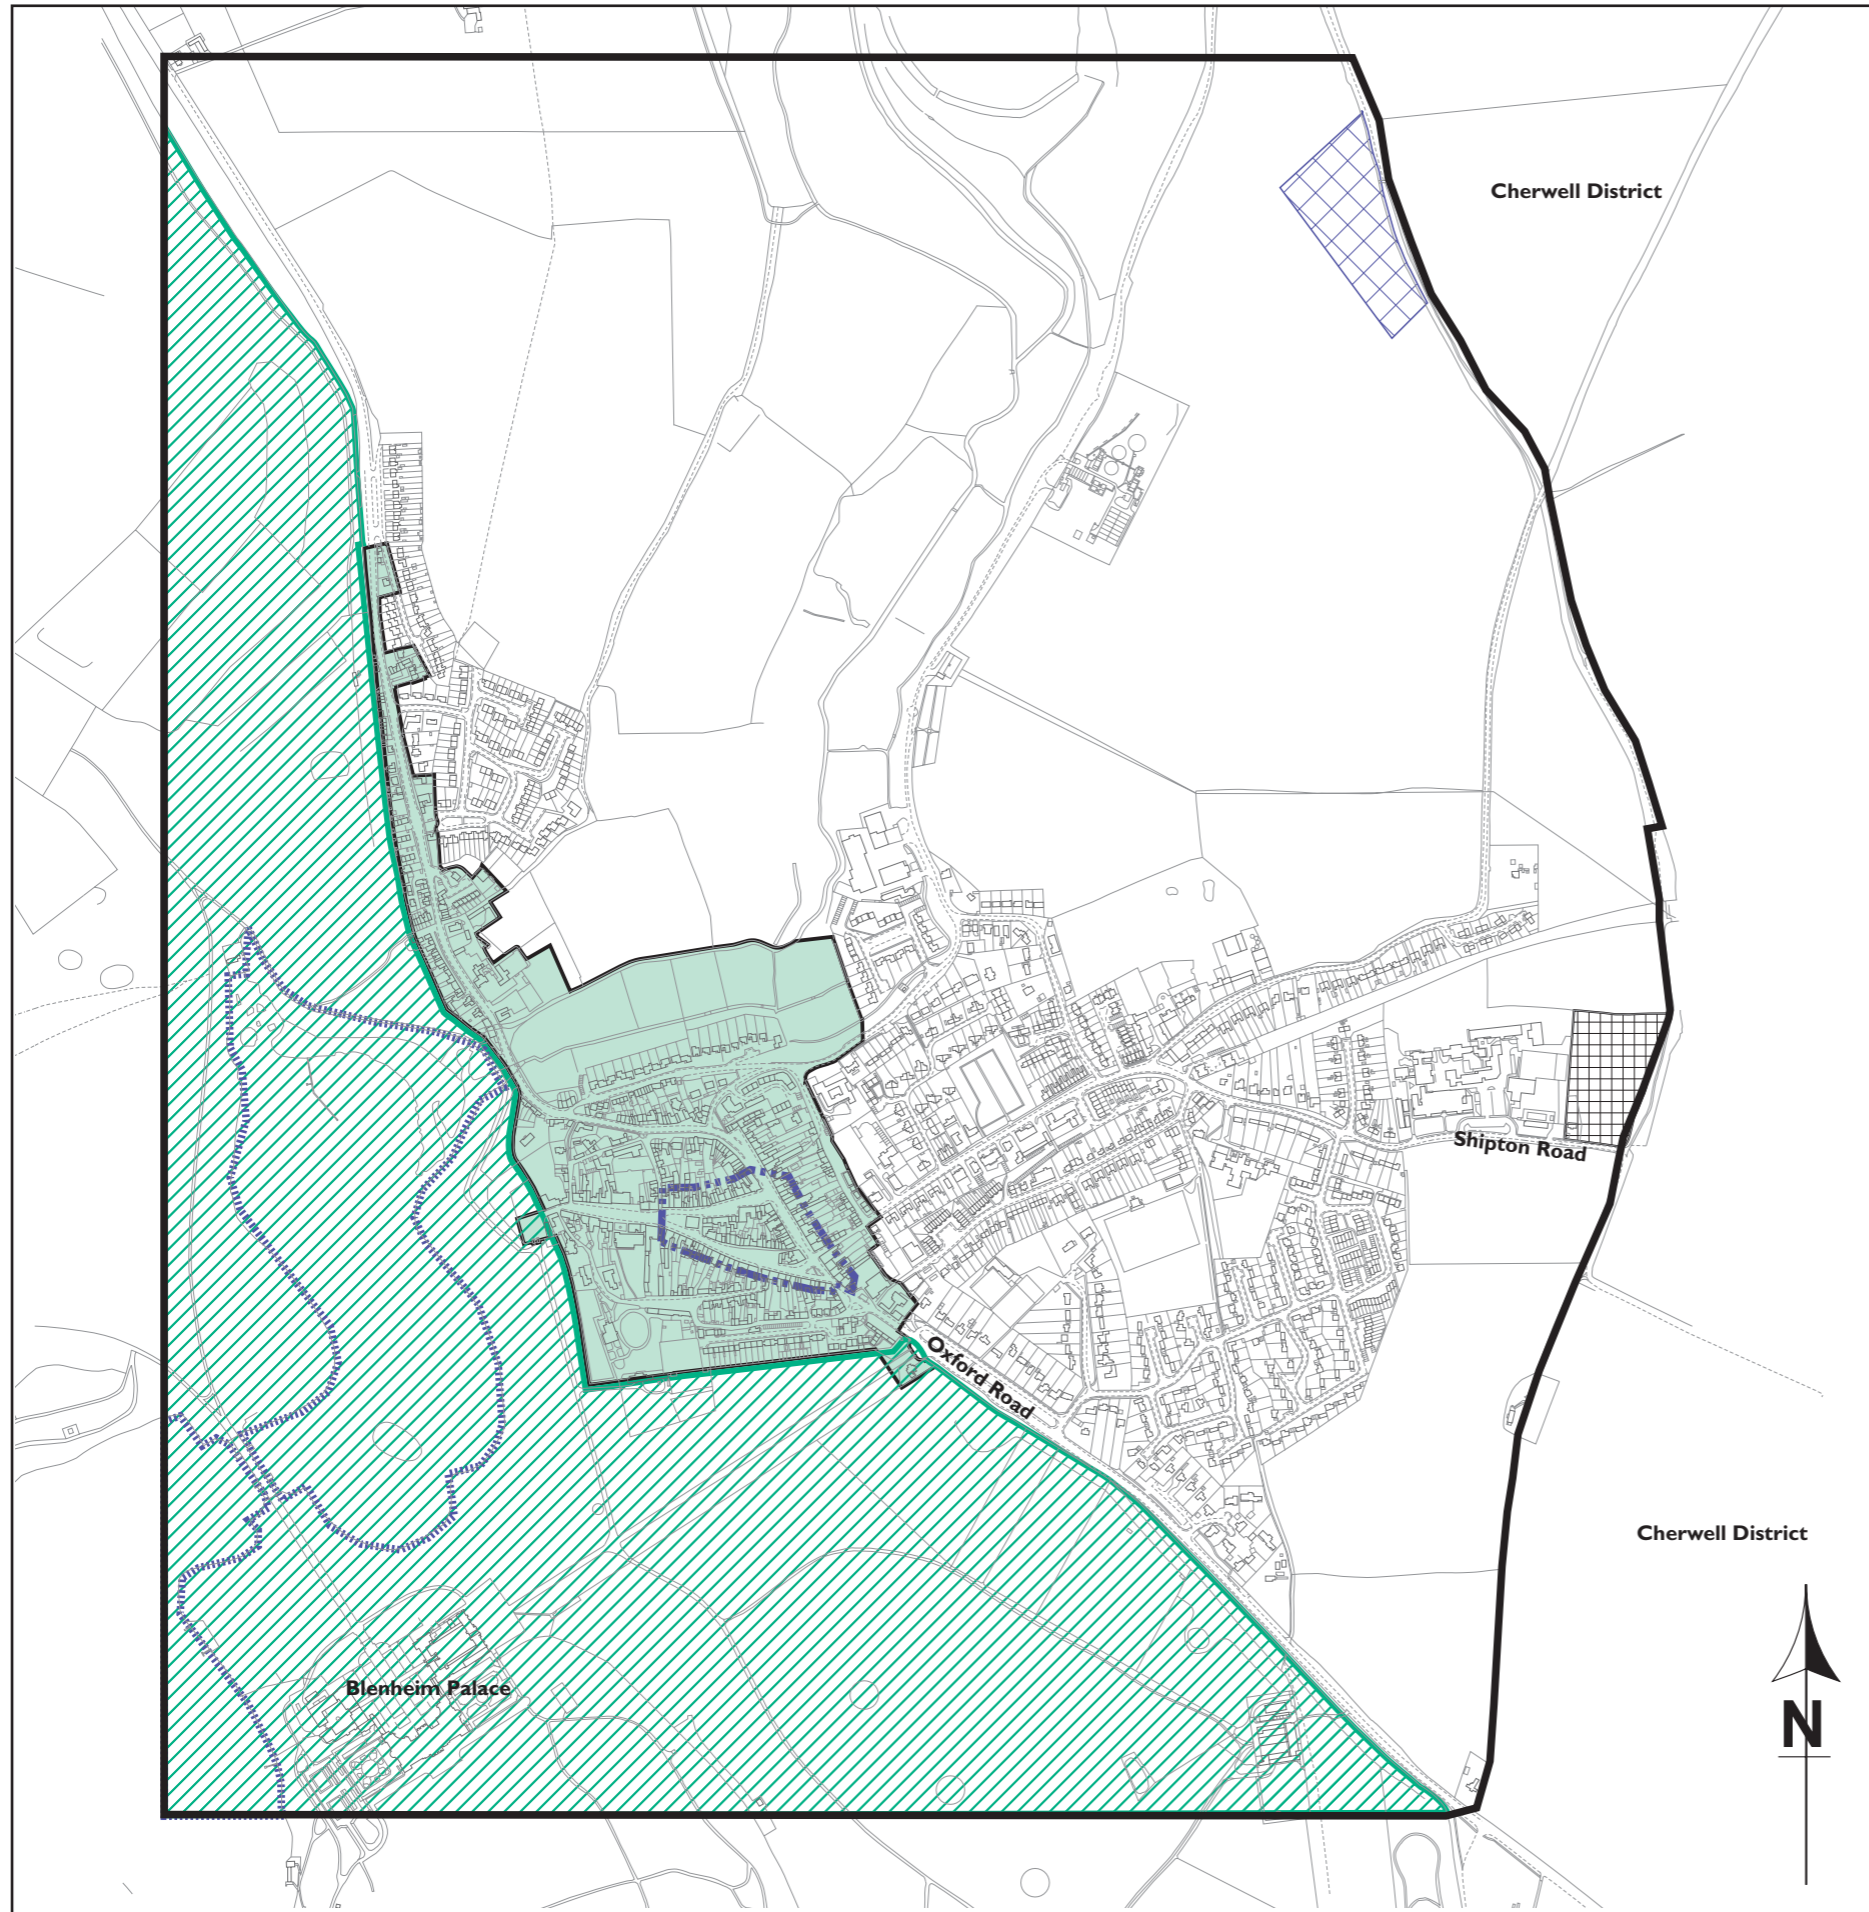 Cherwell District
Shipton Road
Oxford Road
Cherwell District
Blenheim Palace
N